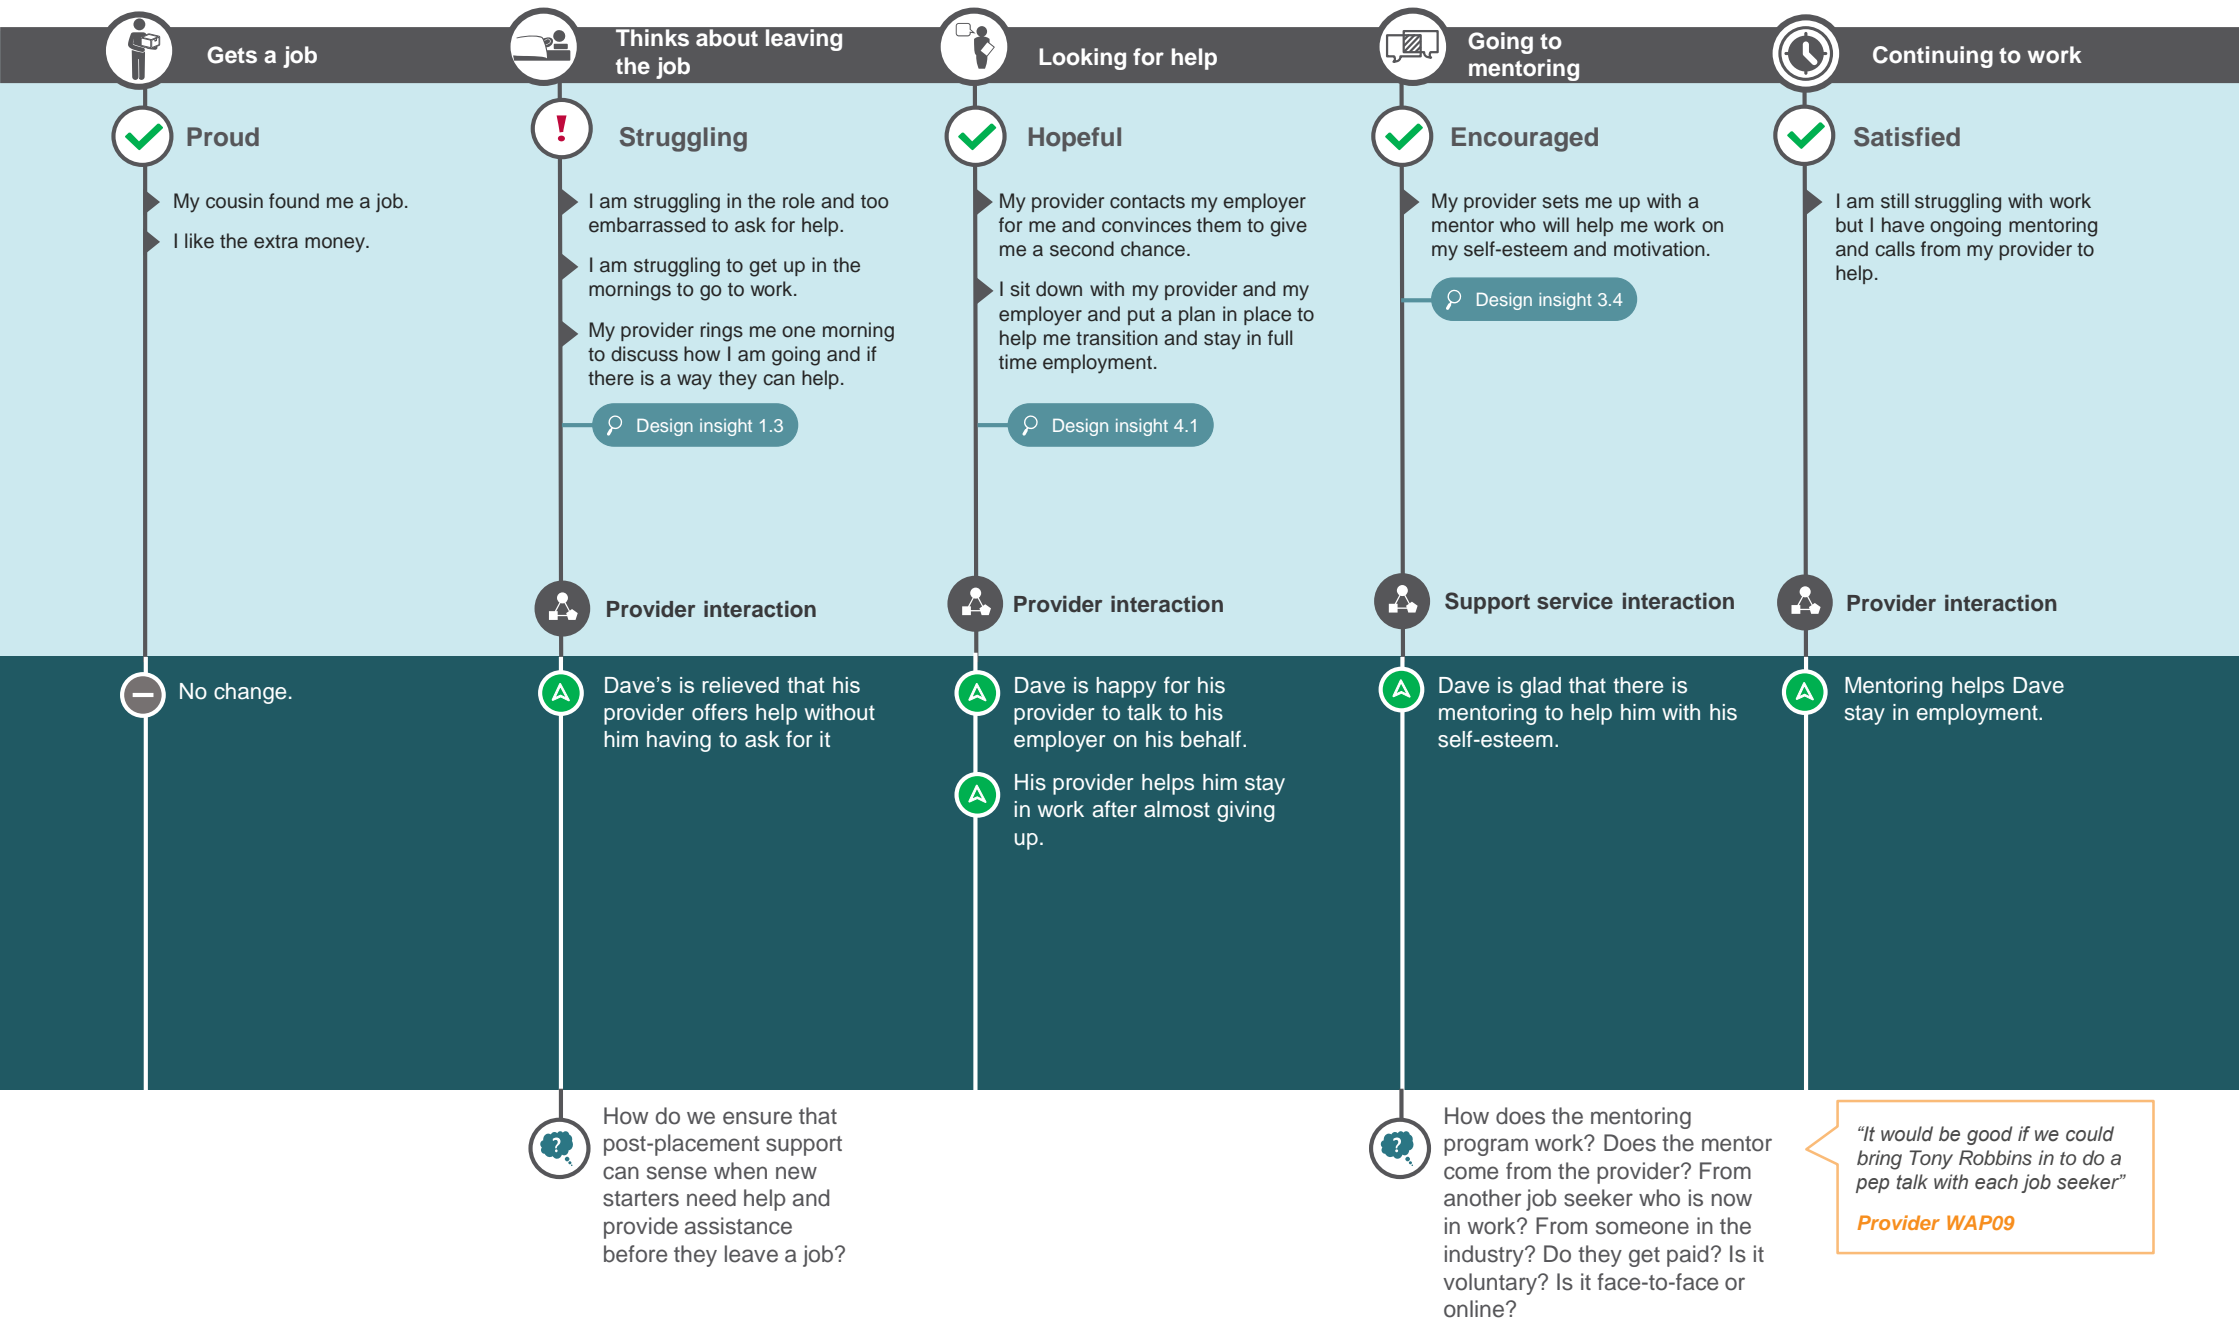 Gets a job
Thinks about leaving
the job
Looking for help
Going to
mentoring
Continuing to work
Proud
My cousin found me a job.
I like the extra money.
!
Struggling
I am struggling in the role and too
embarrassed to ask for help.
I am struggling to get up in the
mornings to go to work.
My provider rings me one morning
to discuss how I am going and if
there is a way they can help.
Design insight 1.3
Provider interaction
Hopeful
My provider contacts my employer
for me and convinces them to give
me a second chance.
I sit down with my provider and my
employer and put a plan in place to
help me transition and stay in full
time employment.
Design insight 4.1
Provider interaction
Encouraged
My provider sets me up with a
mentor who will help me work on
my self-esteem and motivation.
Design insight 3.4
Support service interaction
Satisfied
I am still struggling with work
but I have ongoing mentoring
and calls from my provider to
help.
Provider interaction
No change.
Dave's is relieved that his
provider offers help without
him having to ask for it
Dave is happy for his
provider to talk to his
employer on his behalf.
His provider helps him stay
in work after almost giving
up.
Dave is glad that there is
mentoring to help him with his
self-esteem.
Mentoring helps Dave
stay in employment.
?
How do we ensure that
post-placement support
can sense when new
starters need help and
provide assistance
before they leave a job?
?
How does the mentoring
program work? Does the mentor
come from the provider? From
another job seeker who is now
in work? From someone in the
industry? Do they get paid? Is it
voluntary? Is it face-to-face or
online?
“It would be good if we could
bring Tony Robbins in to do a
pep talk with each job seeker”
Provider WAP09